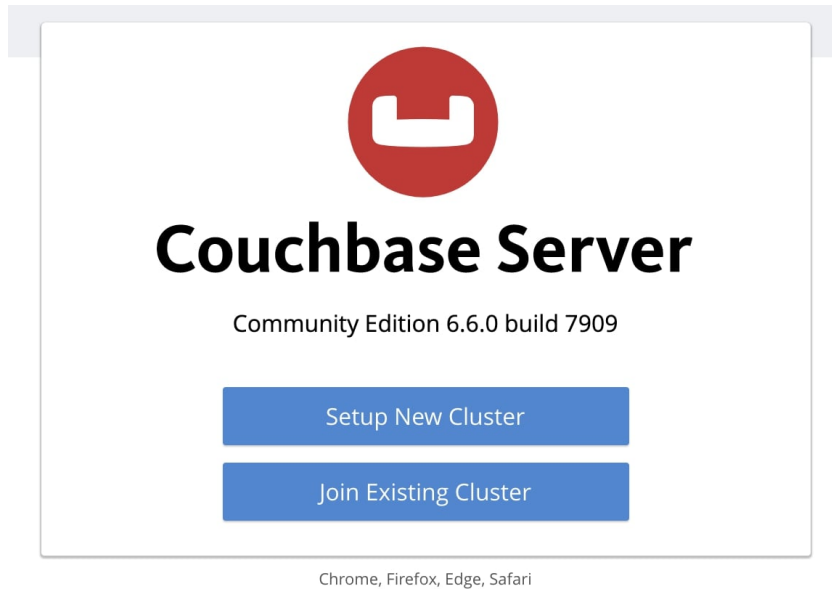 Couchbase Server
Community Edition 6.6.0 build 7909
Setup New Cluster
Join Existing Cluster
Chrome, Firefox, Edge, Safari